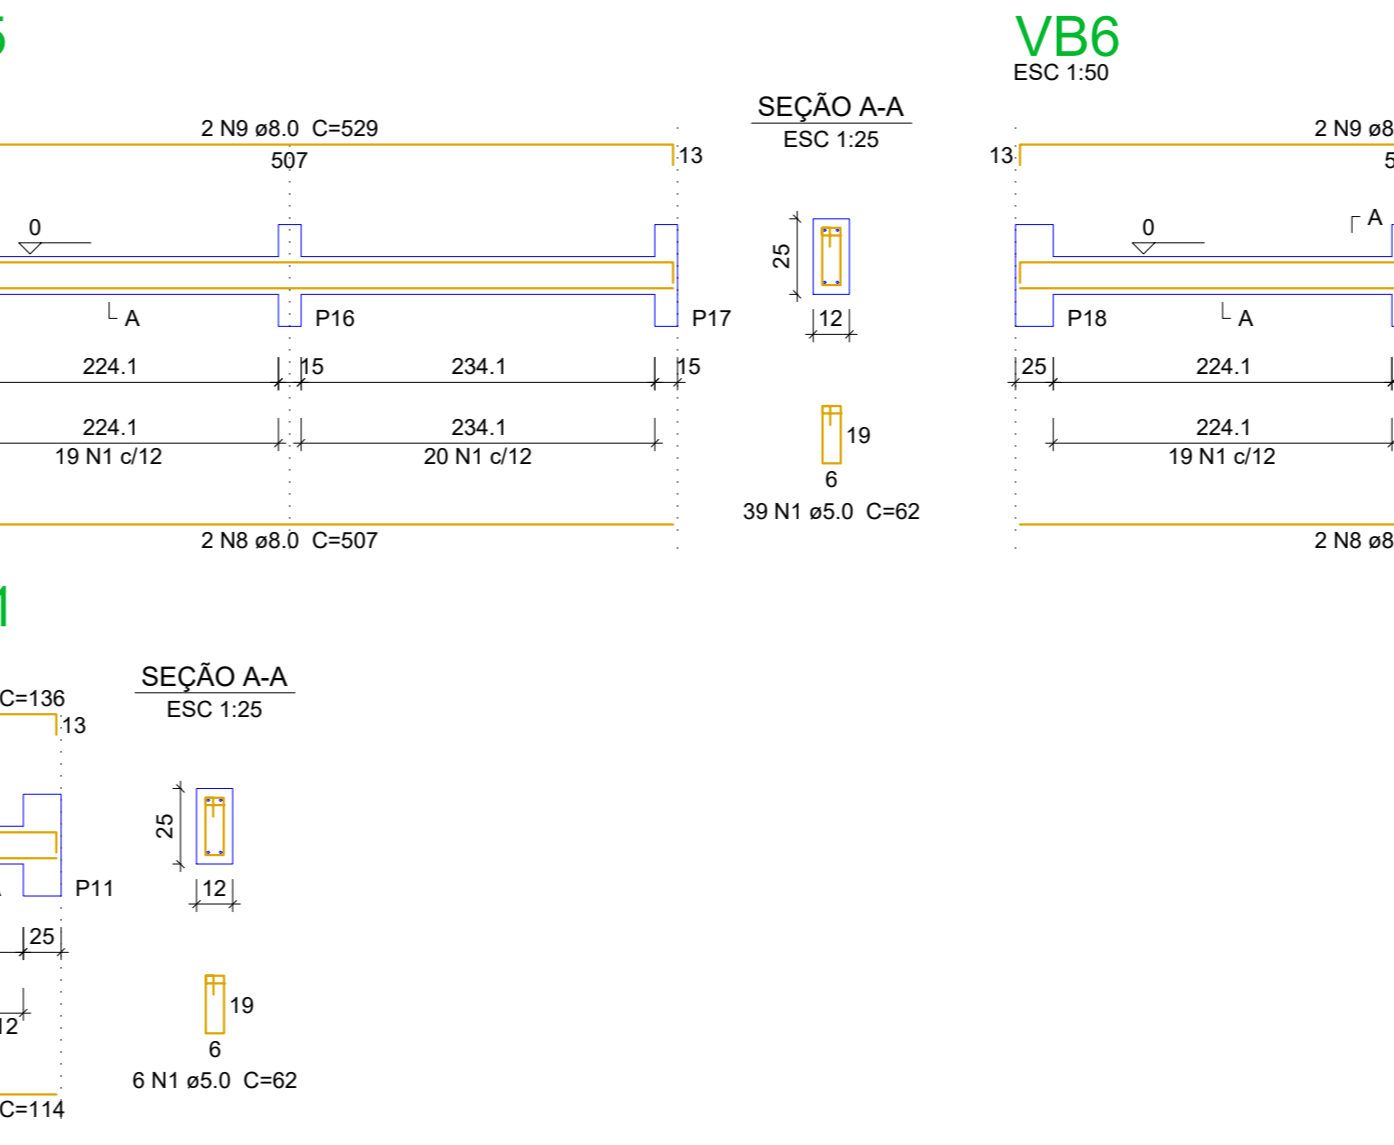 5
VB6
ESC 1:50
2 N9 ø8.0 C=529
507
13
SEÇÃO A-A
ESC 1:25
2 N9 ø8
13
0
A
P16
P17
25
12
0
A
P18
A
224.1
15
234.1
15
25
224.1
224.1
19 N1 c/12
234.1
20 N1 c/12
19
6
39 N1 ø5.0 C=62
224.1
19 N1 c/12
2 N8 ø8.0 C=507
2 N8 ø8
1
C=136
13
SEÇÃO A-A
ESC 1:25
P11
25
12
25
12
19
6
6 N1 ø5.0 C=62
C=114